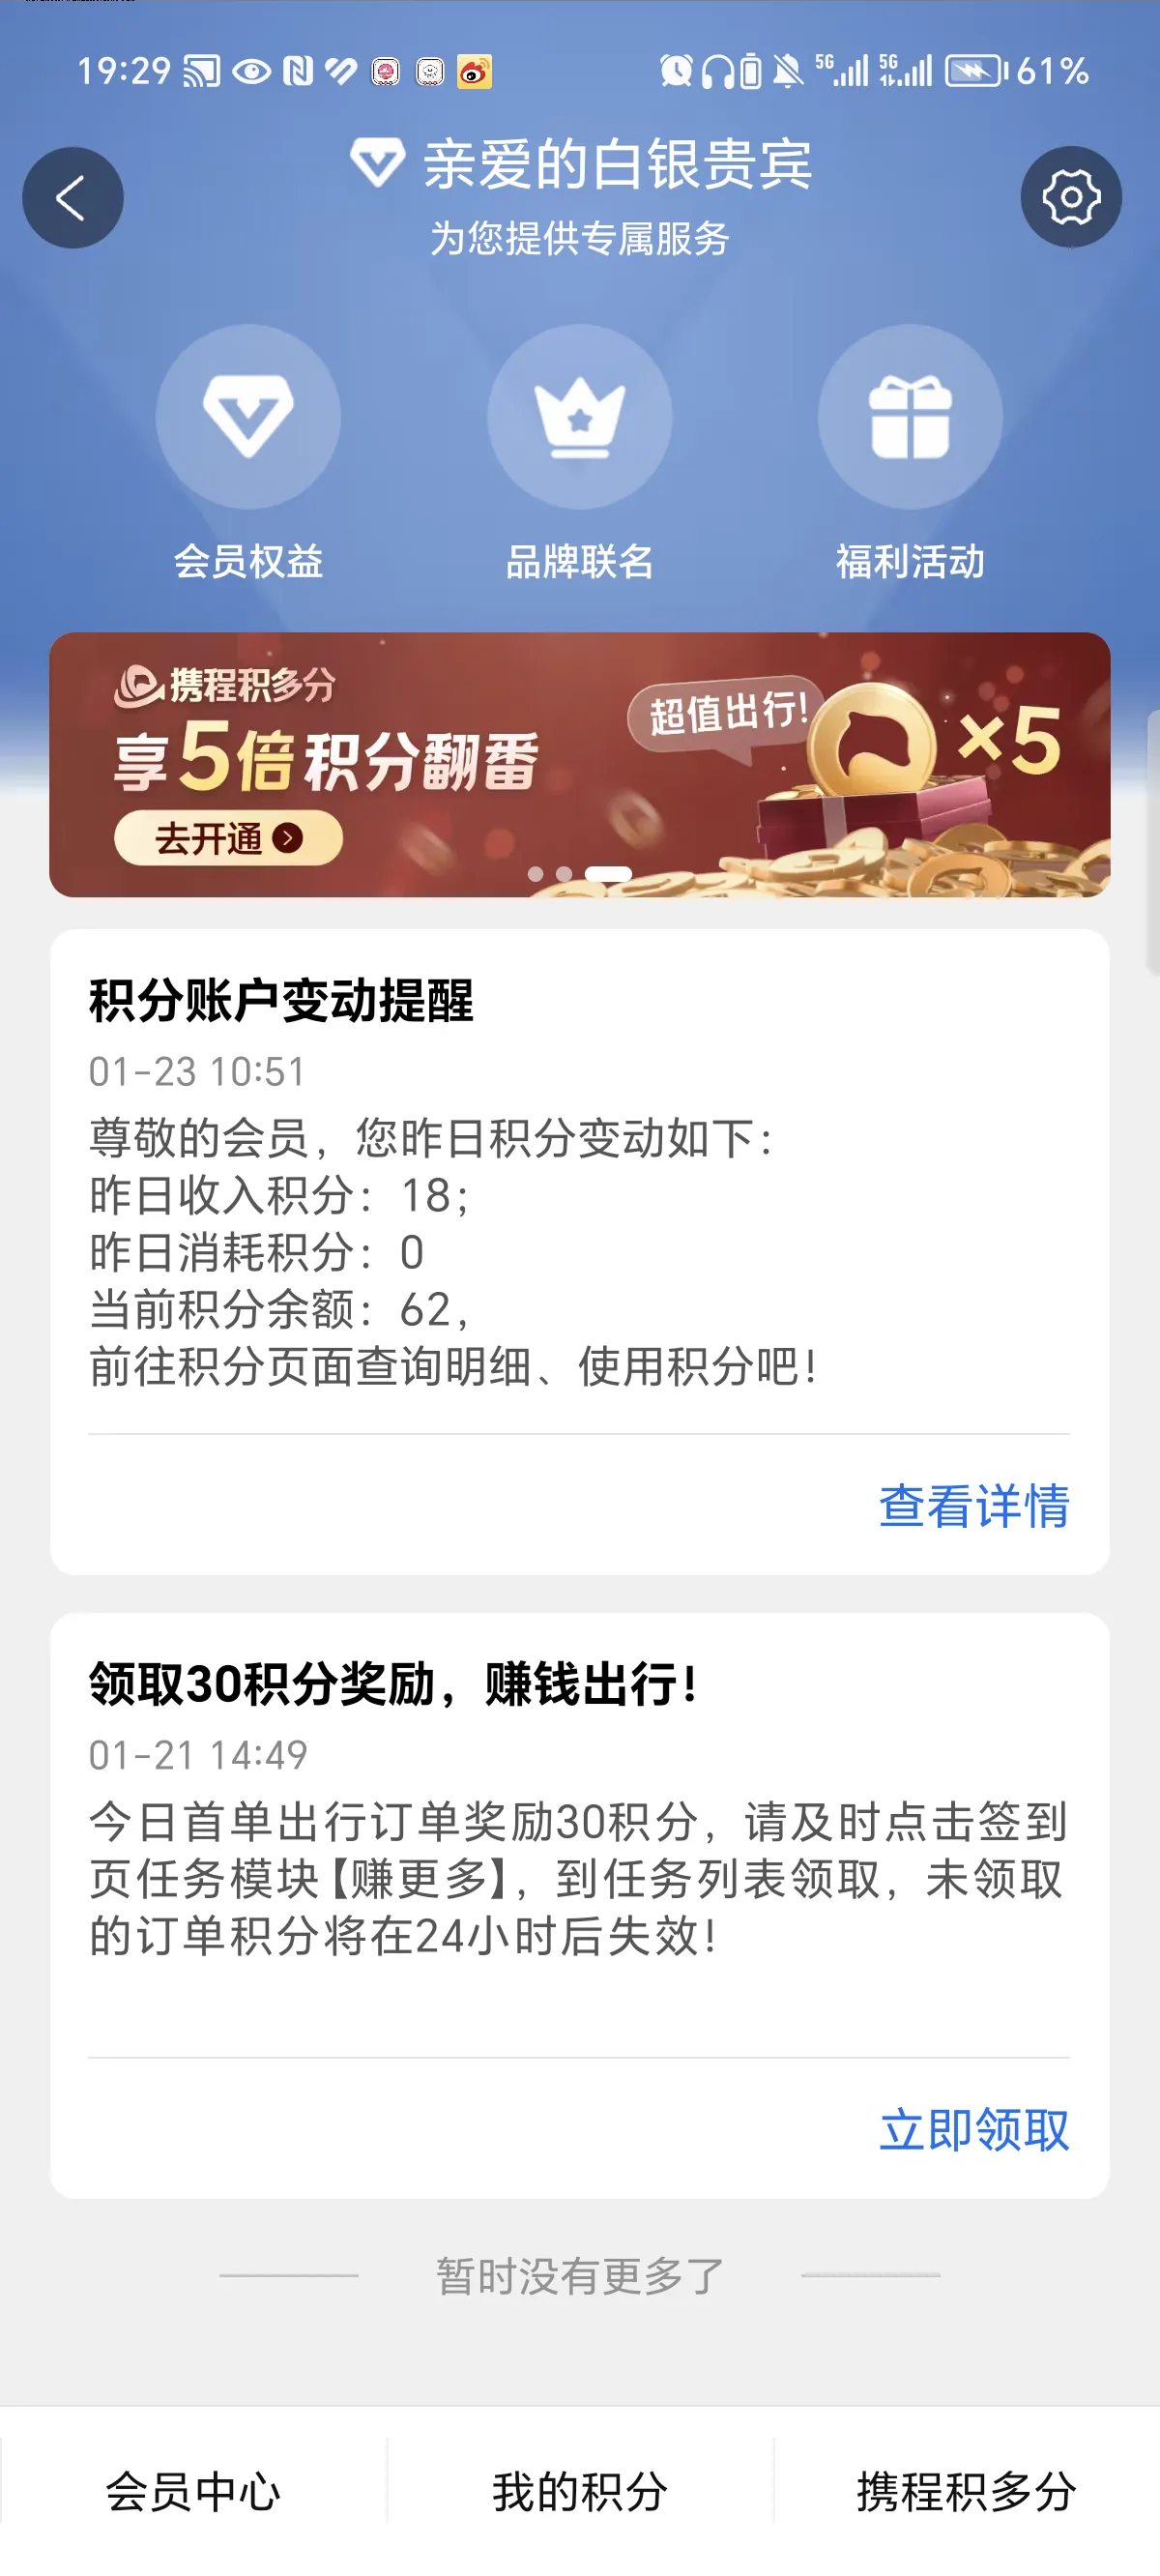 19:29 5G 5G 61%
亲爱的白银贵宾
为您提供专属服务
会员权益 品牌联名 福利活动
携程积多分
享5倍积分翻番
超值出行!
×5
去开通
积分账户变动提醒
01-23 10:51
尊敬的会员，您昨日积分变动如下：
昨日收入积分：18；
昨日消耗积分：0
当前积分余额：62，
前往积分页面查询明细、使用积分吧！
查看详情
领取30积分奖励，赚钱出行！
01-21 14:49
今日首单出行订单奖励30积分，请及时点击签到
页任务模块【赚更多】，到任务列表领取，未领取
的订单积分将在24小时后失效！
立即领取
暂时没有更多了
会员中心 我的积分 携程积多分